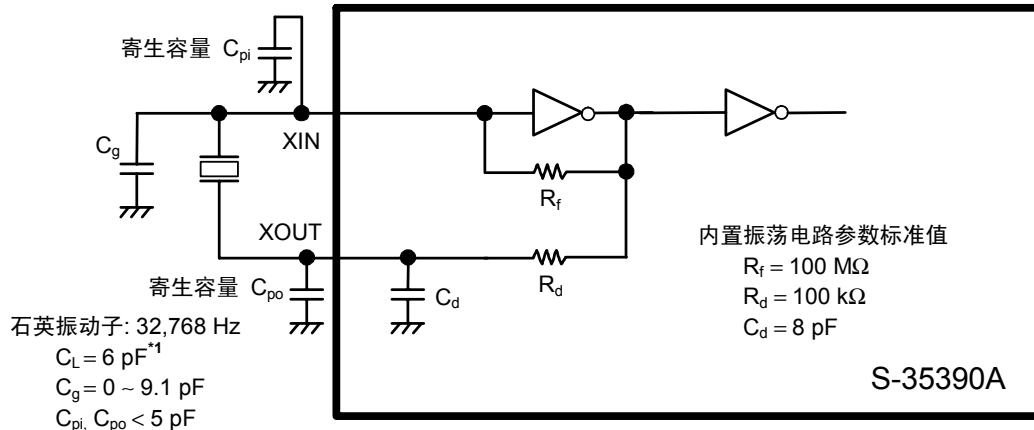 寄生容量 Cpi
Cg
XIN
Rf
XOUT
内置振荡电路参数标准值
Rf = 100 MΩ
Rd = 100 kΩ
Cd = 8 pF
寄生容量 Cpo
Cd
Rd
石英振动子: 32,768 Hz
CL = 6 pF*1
Cg = 0 ~ 9.1 pF
Cpi, Cpo < 5 pF
S-35390A